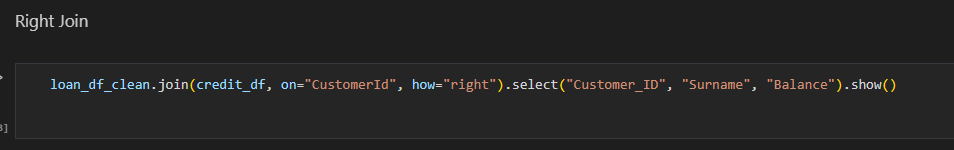 Right Join
loan_df_clean.join(credit_df, on="CustomerId", how="right").select("Customer_ID", "Surname", "Balance").show()
]